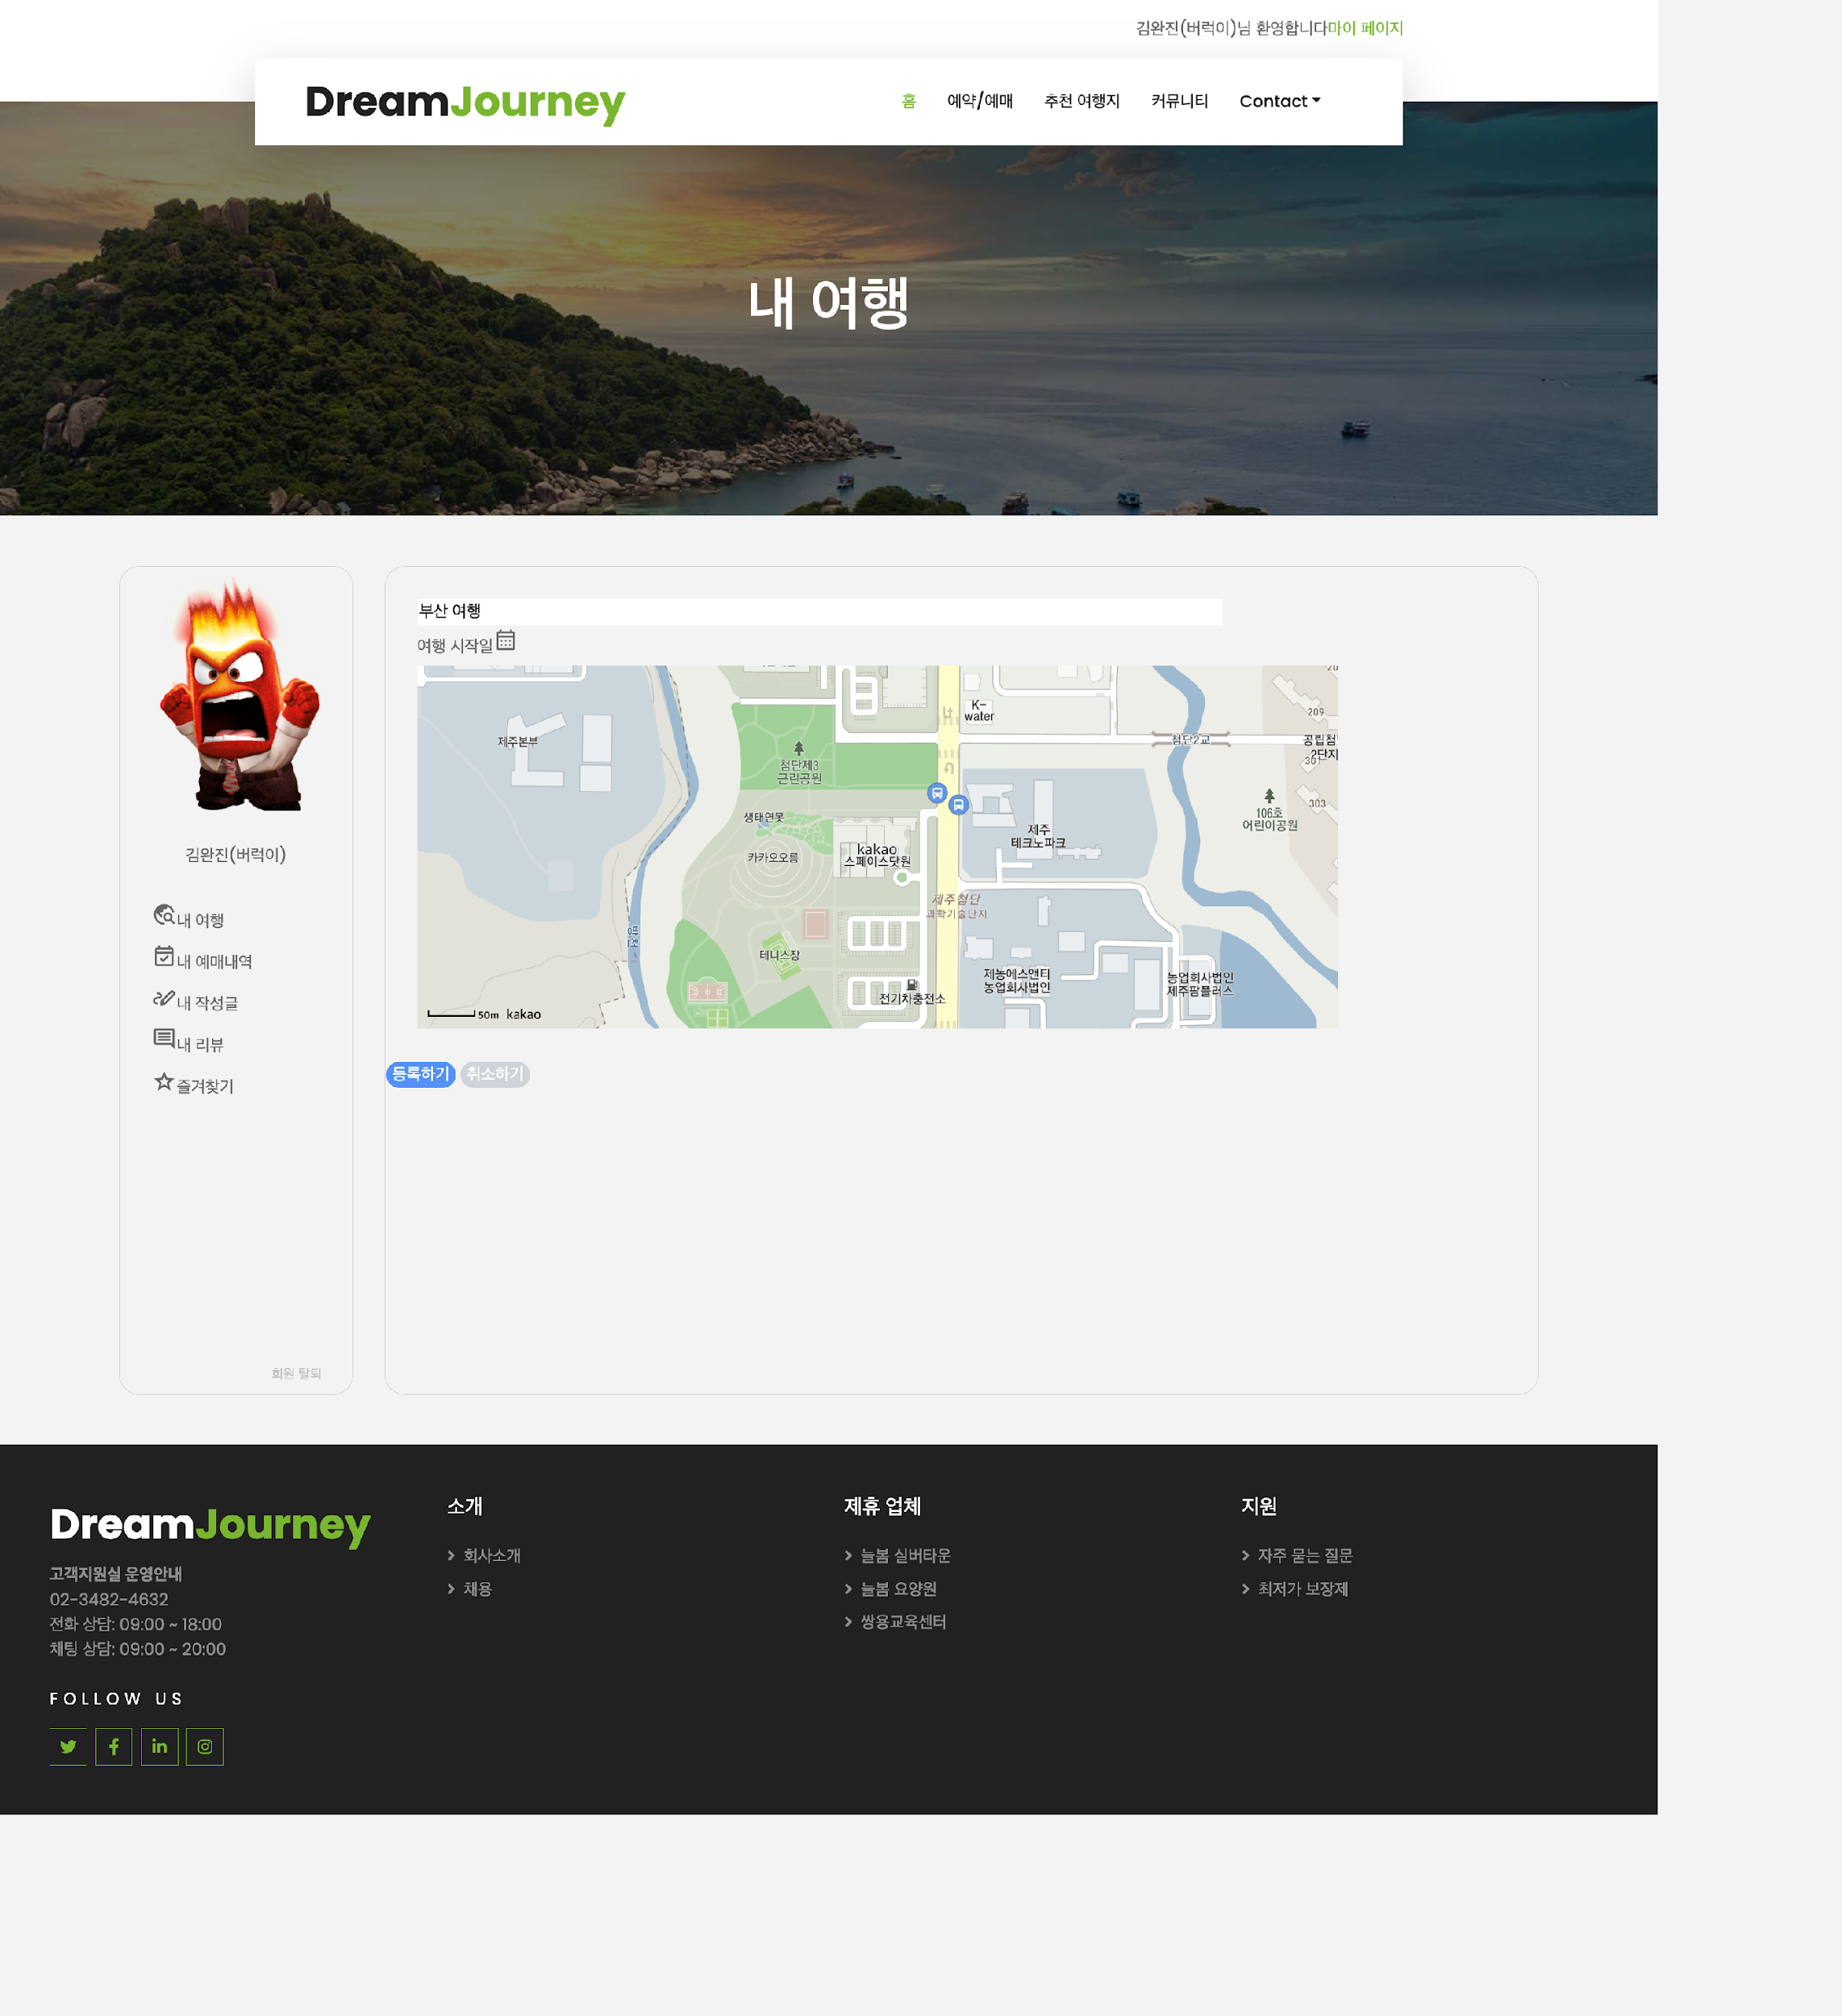 김완진(버럭이)님 환영합니다마이 페이지
DreamJourney
홈 예약/예매 추천 여행지 커뮤니티 Contact
내 여행
김완진(버럭이)
내 여행
내 예매내역
내 작성글
내 리뷰
즐겨찾기
회원 탈퇴
부산 여행
여행 시작일
제주본부
첨단제3
근린공원
K-
water
첨단2교
209
공립첨
2단지
301
303
106호
어린이공원
생태연못
카카오오름
kakao
스페이스닷원
제주
테크노파크
제주첨단
과학기술단지
방천
테니스장
전기차충전소
제농에스앤티
농업회사법인
농업회사법인
제주팜플러스
50m kakao
등록하기 취소하기
DreamJourney
고객지원실 운영안내
02-3482-4632
전화 상담: 09:00 ~ 18:00
채팅 상담: 09:00 ~ 20:00
FOLLOW US
소개
회사소개
채용
제휴 업체
늘봄 실버타운
늘봄 요양원
쌍용교육센터
지원
자주 묻는 질문
최저가 보장제